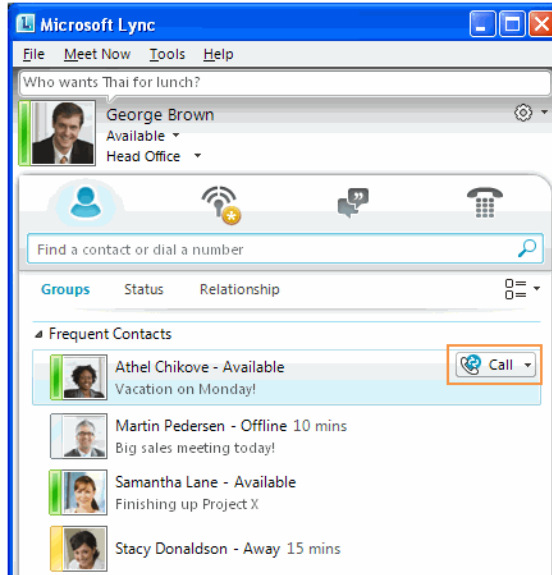 Microsoft Lync
File Meet Now Tools Help
Who wants Thai for lunch?
George Brown
Available
Head Office
Find a contact or dial a number
Groups Status Relationship
Frequent Contacts
Athel Chikove - Available
Call
Vacation on Monday!
Martin Pedersen - Offline 10 mins
Big sales meeting today!
Samantha Lane - Available
Finishing up Project X
Stacy Donaldson - Away 15 mins